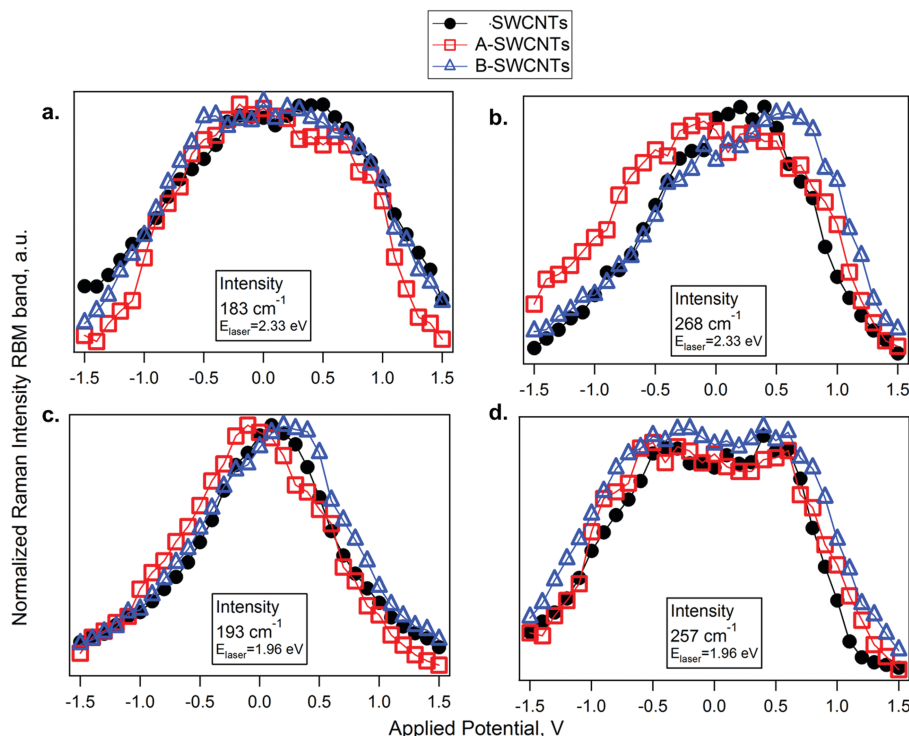 ·SWCNTs
A-SWCNTs
B-SWCNTs
a.
b.
Intensity
183 cm-1
Elaser=2.33 eV
Intensity
268 cm-1
Elaser=2.33 eV
-1.5 -1.0 -0.5 0.0 0.5 1.0 1.5
-1.5 -1.0 -0.5 0.0 0.5 1.0 1.5
c.
d.
Intensity
193 cm-1
Elaser=1.96 eV
Intensity
257 cm-1
Elaser=1.96 eV
-1.5 -1.0 -0.5 0.0 0.5 1.0 1.5
-1.5 -1.0 -0.5 0.0 0.5 1.0 1.5
Normalized Raman Intensity RBM band, a.u.
Applied Potential, V